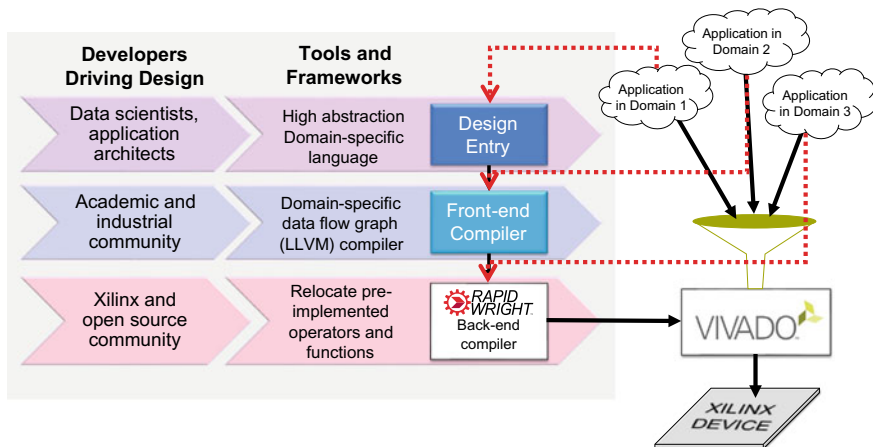 Developers
Driving Design
Tools and
Frameworks
Application
in Domain 1
Application in
Domain 2
Application
in Domain 3
Data scientists,
application
architects
High abstraction
Domain-specific
language
Design
Entry
Academic and
industrial
community
Domain-specific
data flow graph
(LLVM) compiler
Front-end
Compiler
Xilinx and
open source
community
Relocate pre-
implemented
operators and
functions
RAPID
WRIGHT
Back-end
compiler
VIVADO
XILINX
DEVICE